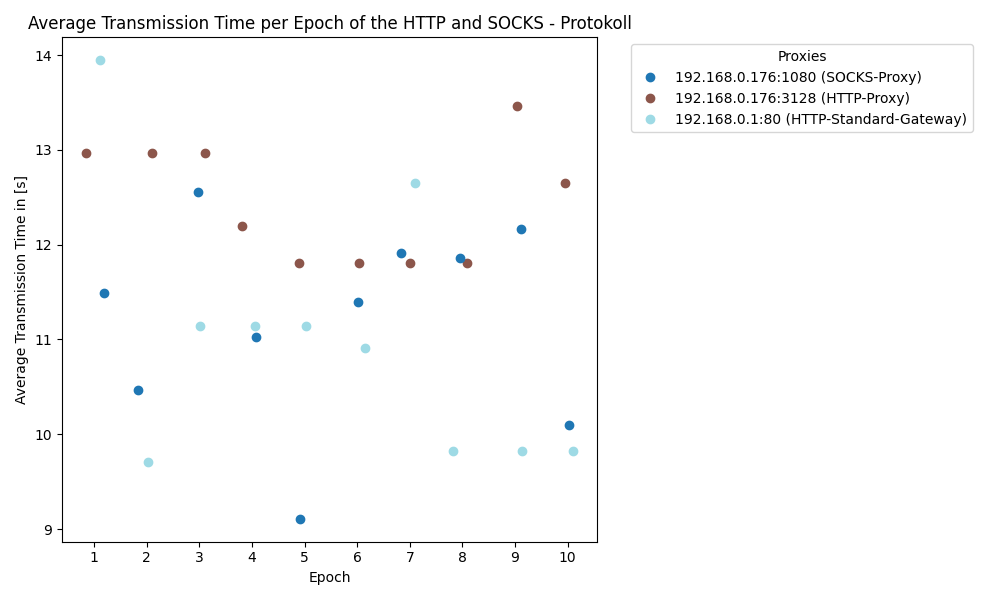 Average Transmission Time per Epoch of the HTTP and SOCKS - Protokoll
Proxies
192.168.0.176:1080 (SOCKS-Proxy)
192.168.0.176:3128 (HTTP-Proxy)
192.168.0.1:80 (HTTP-Standard-Gateway)
Average Transmission Time in [s]
14
13
12
11
10
9
1 2 3 4 5 6 7 8 9 10
Epoch